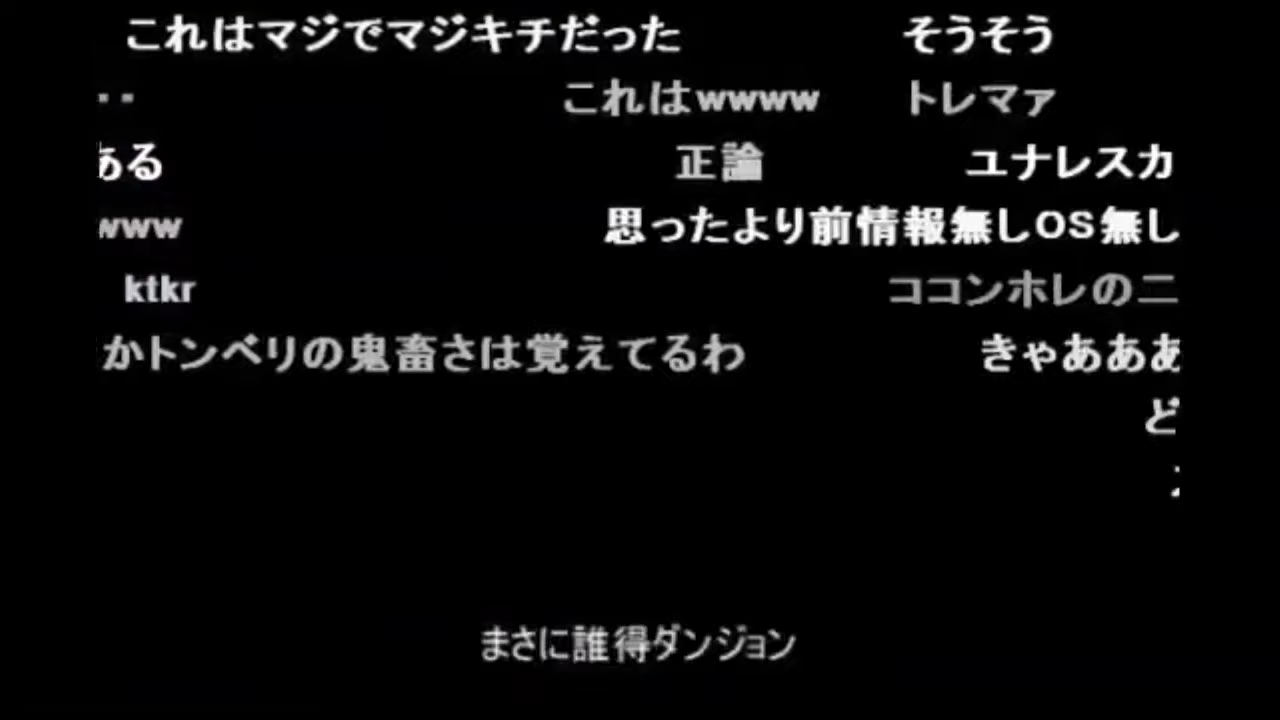 これはマジでマジキチだった そうそう
‥ これはwwww トレマァ
ある 正論 ユナレスカ
www 思ったより前情報無しOS無し
ktkr ココンホレの二
かトンベリの鬼畜さは覚えてるわ きゃあああ
ど
まさに誰得ダンジョン